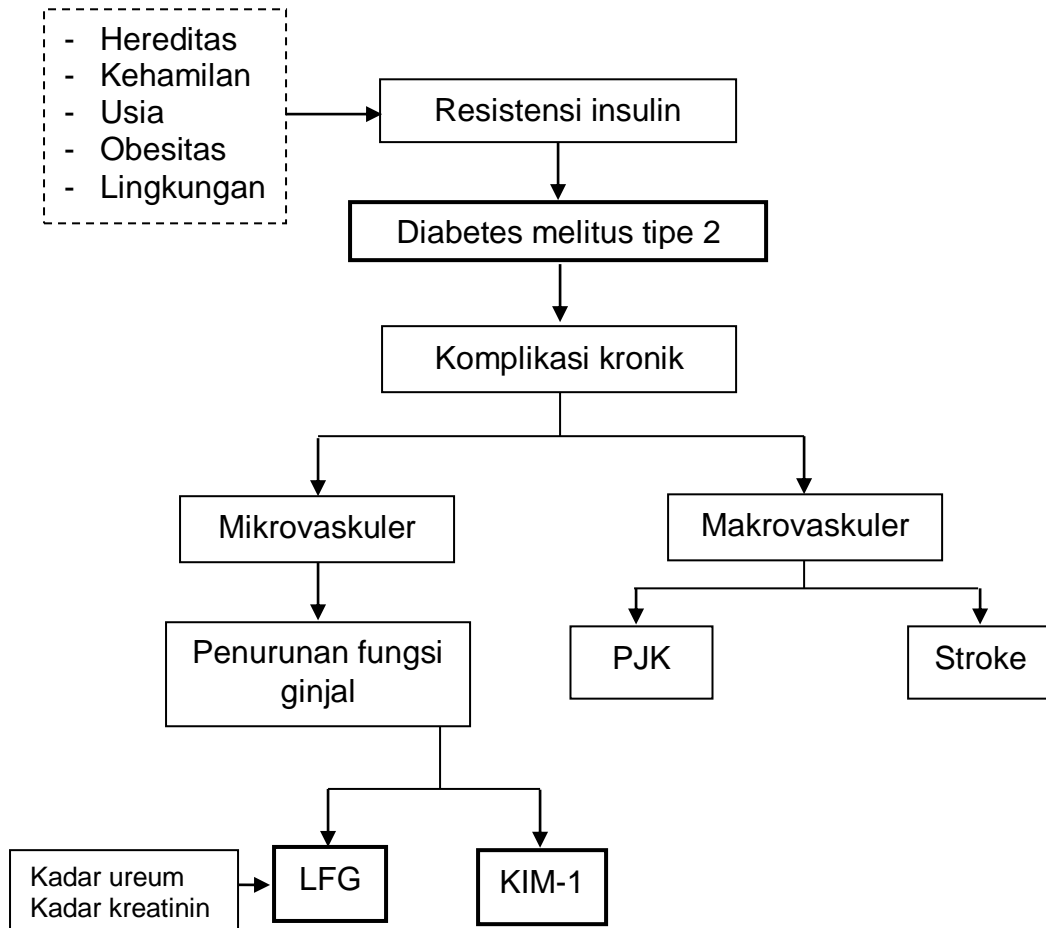 - Hereditas
- Kehamilan
- Usia
- Obesitas
- Lingkungan
Resistensi insulin
Diabetes melitus tipe 2
Komplikasi kronik
Mikrovaskuler
Makrovaskuler
Penurunan fungsi
ginjal
PJK
Stroke
Kadar ureum
Kadar kreatinin
LFG
KIM-1